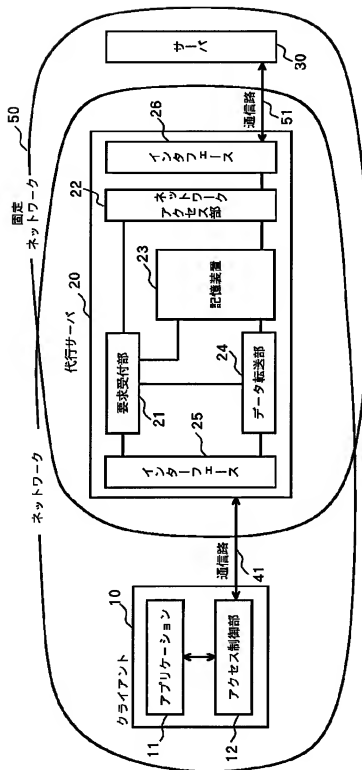 ネットワーク
固定
ネットワーク
50
クライアント
10
アプリケーション
11
アクセス制御部
12
通信路
41
代行サーバ
20
要求受付部
21
インターフェース
25
データ転送部
24
記憶装置
23
ネットワーク
アクセス部
22
インタフェース
26
通信路
51
サーバ
30